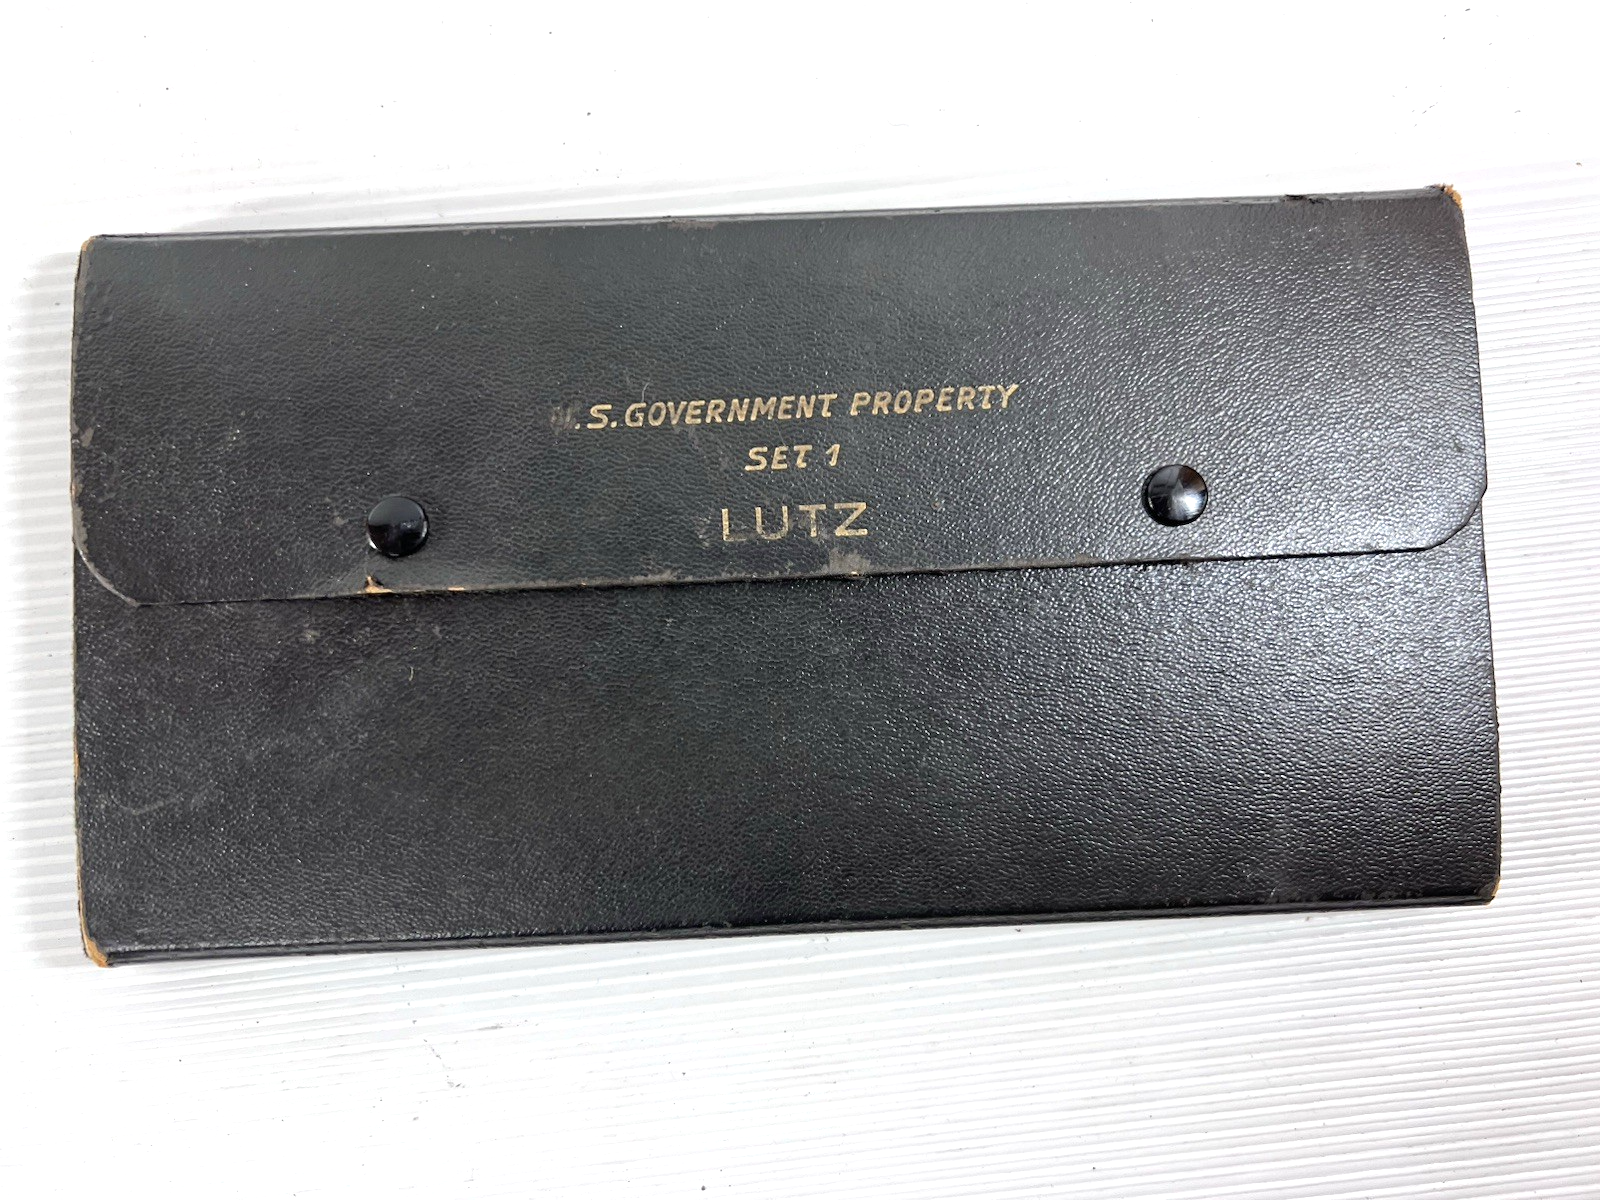 U.S. GOVERNMENT PROPERTY
SET 1
LUTZ